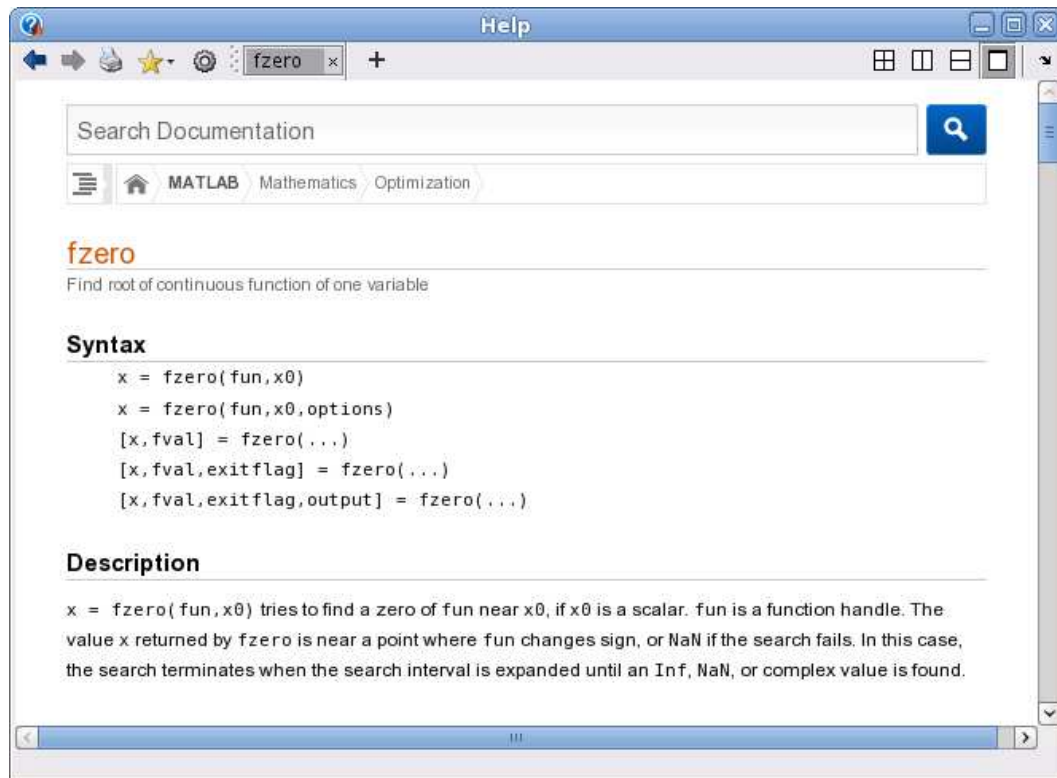 Help
fzero
Search Documentation
MATLAB Mathematics Optimization
fzero
Find root of continuous function of one variable
Syntax
x = fzero(fun,x0)
x = fzero(fun,x0,options)
[x,fval] = fzero(...)
[x,fval,exitflag] = fzero(...)
[x,fval,exitflag,output] = fzero(...)
Description
x = fzero(fun,x0) tries to find a zero of fun near x0, if x0 is a scalar. fun is a function handle. The
value x returned by fzero is near a point where fun changes sign, or NaN if the search fails. In this case,
the search terminates when the search interval is expanded until an Inf, NaN, or complex value is found.